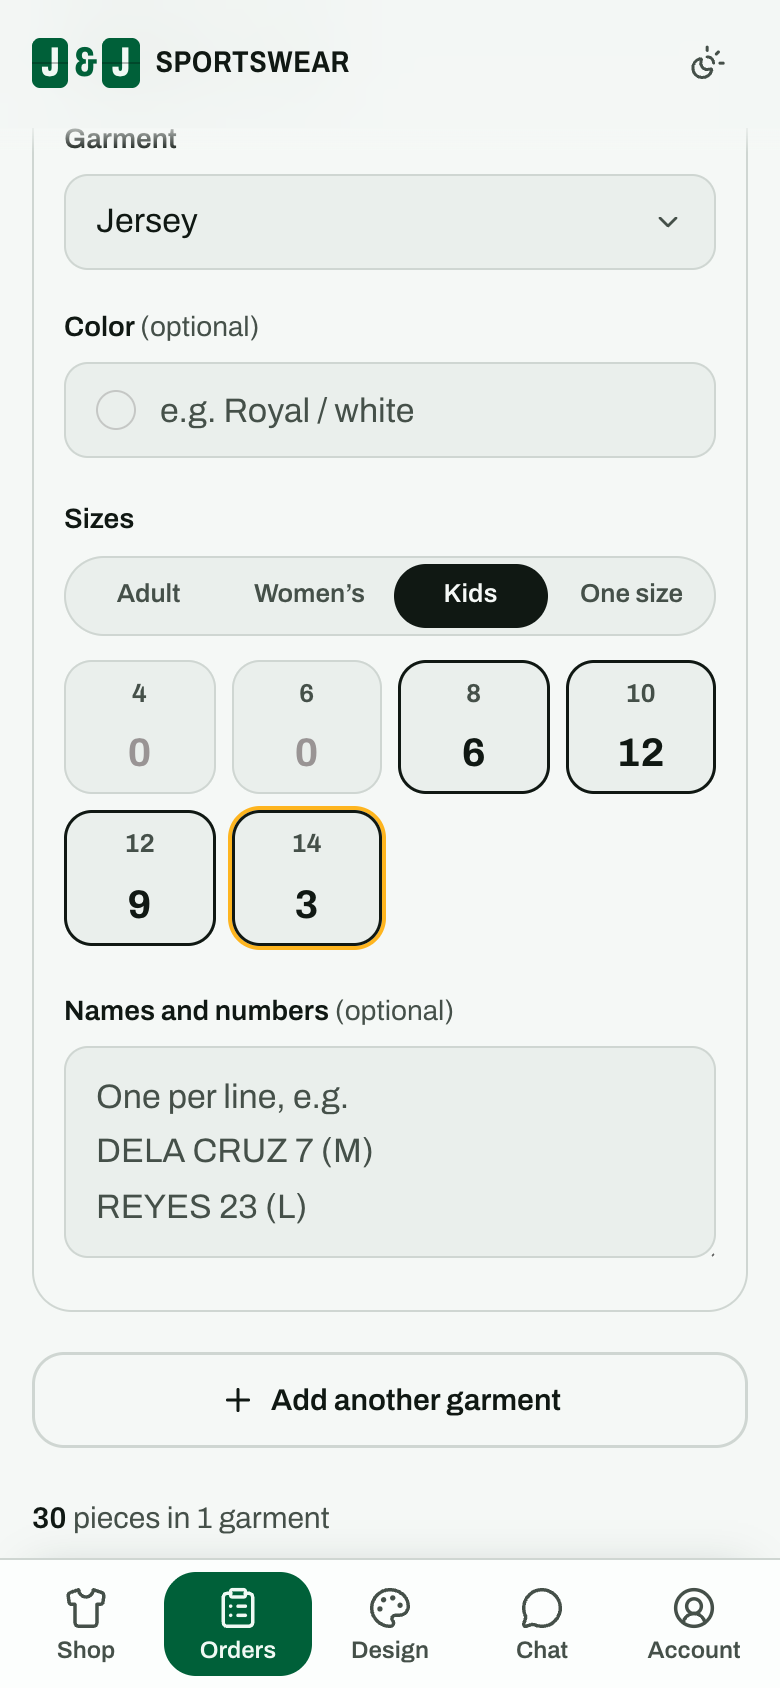 J & J SPORTSWEAR
Garment
Jersey
Color (optional)
e.g. Royal / white
Sizes
Adult Women’s Kids One size
4 6 8 10
0 0 6 12
12 14
9 3
Names and numbers (optional)
One per line, e.g.
DELA CRUZ 7 (M)
REYES 23 (L)
+ Add another garment
30 pieces in 1 garment
Shop Orders Design Chat Account